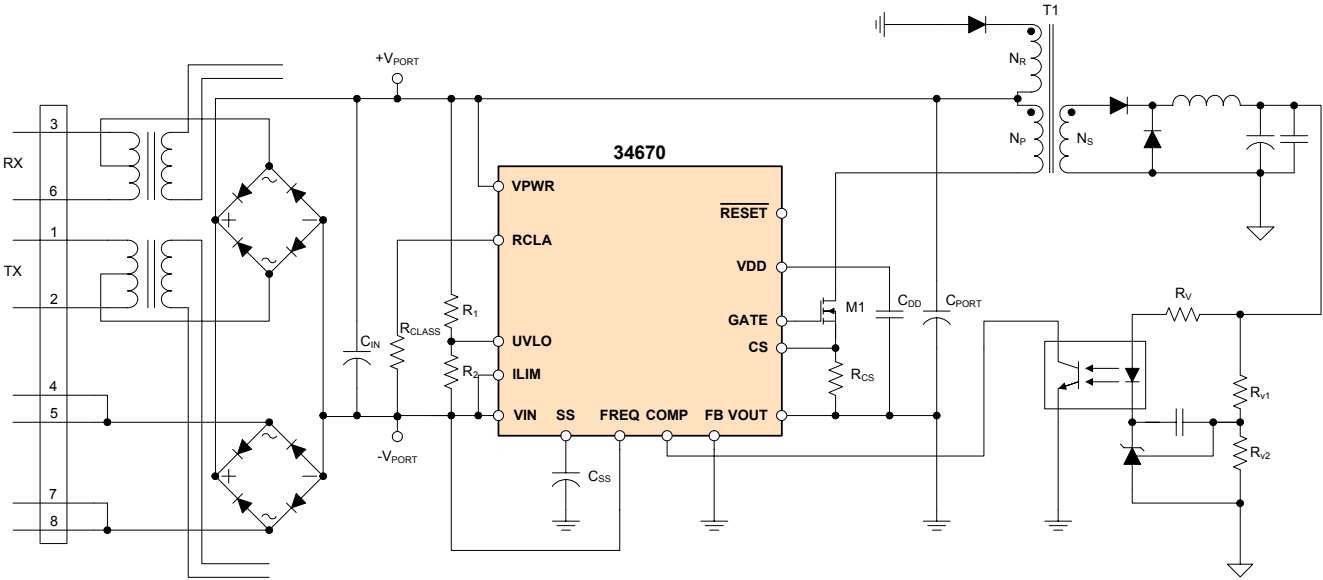 T1
+VPORT
NR
NP
NS
3
RX
6
1
TX
2
4
5
7
8
+
~
−
~
+
~
−
~
34670
VPWR
RCLA
UVLO
ILIM
VIN
SS
FREQ
COMP
FB
VOUT
RESET
VDD
GATE
CS
R1
R2
RCLASS
CIN
-VPORT
CSS
M1
CDD
CPORT
RCS
RV
Rv1
Rv2